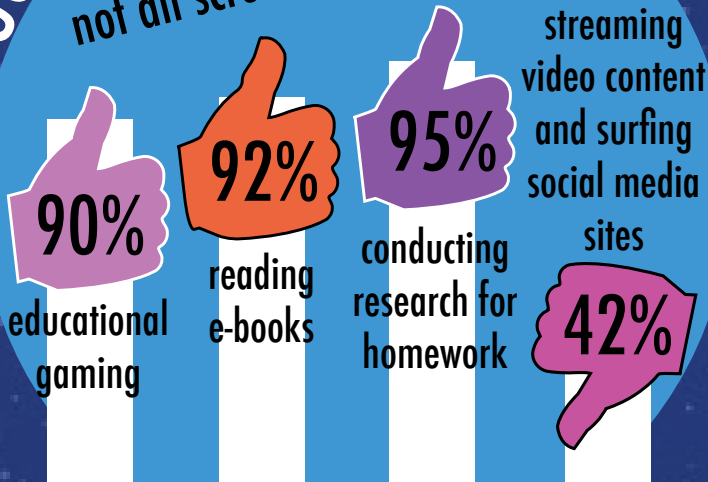 not all
90%
educational
gaming
92%
reading
e-books
95%
conducting
research for
homework
streaming
video content
and surfing
social media
sites
42%